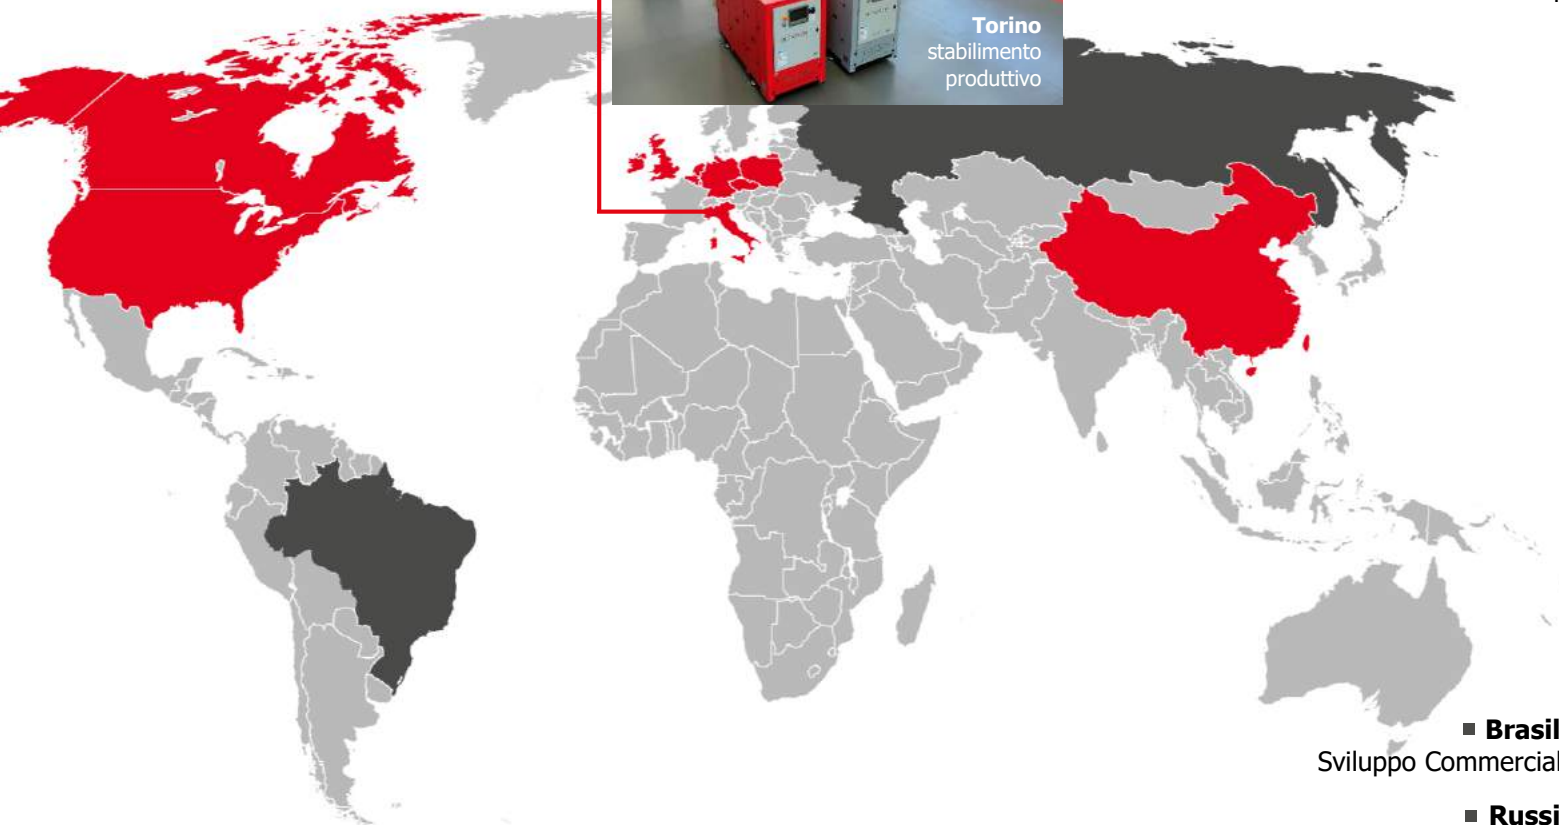 Torino
stabilimento
produttivo
■ Brasil
Sviluppo Commercial
■ Russi